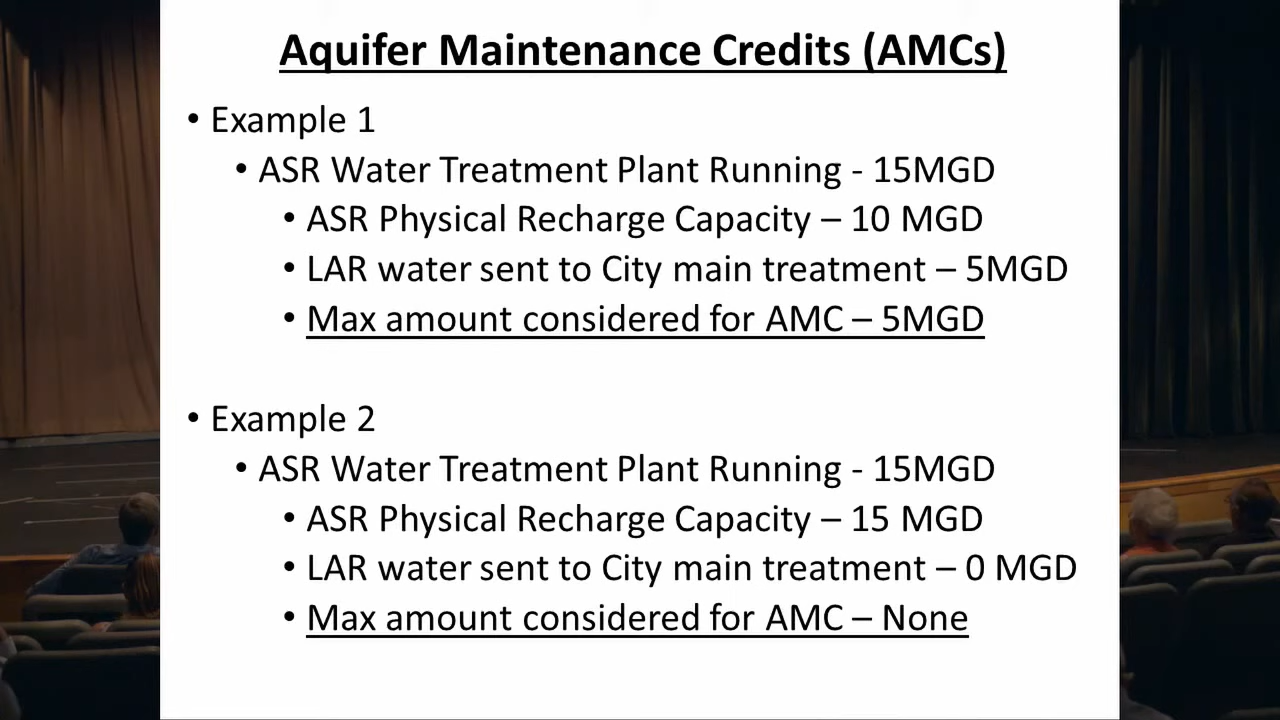 Aquifer Maintenance Credits (AMCs)
• Example 1
• ASR Water Treatment Plant Running - 15MGD
• ASR Physical Recharge Capacity – 10 MGD
• LAR water sent to City main treatment – 5MGD
• Max amount considered for AMC – 5MGD
• Example 2
• ASR Water Treatment Plant Running - 15MGD
• ASR Physical Recharge Capacity – 15 MGD
• LAR water sent to City main treatment – 0 MGD
• Max amount considered for AMC – None